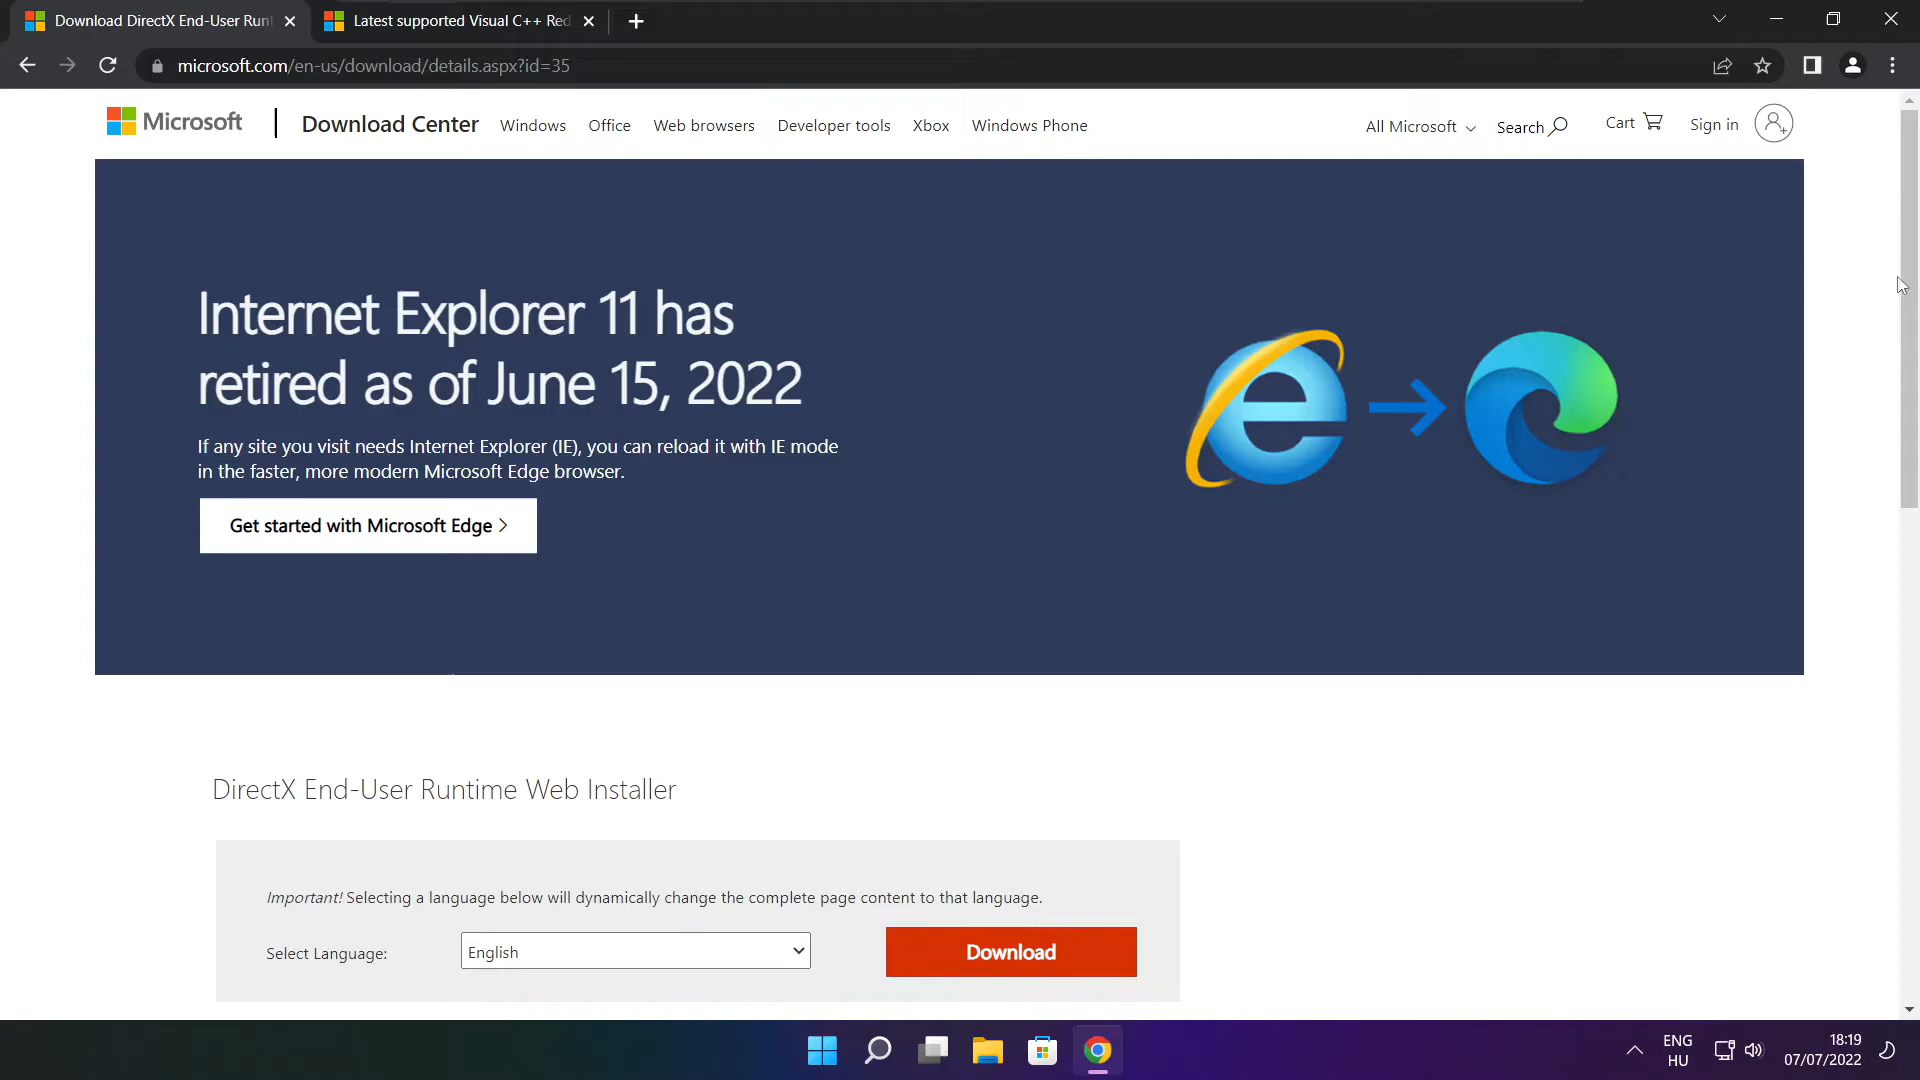 Download DirectX End-User Runt
Latest supported Visual C++ Red
microsoft.com/en-us/download/details.aspx?id=35
Microsoft
Download Center
Windows
Office
Web browsers
Developer tools
Xbox
Windows Phone
All Microsoft
Search
Cart
Sign in
Internet Explorer 11 has
retired as of June 15, 2022
If any site you visit needs Internet Explorer (IE), you can reload it with IE mode
in the faster, more modern Microsoft Edge browser.
Get started with Microsoft Edge >
DirectX End-User Runtime Web Installer
Important! Selecting a language below will dynamically change the complete page content to that language.
Select Language:
English
Download
ENG
HU
18:19
07/07/2022